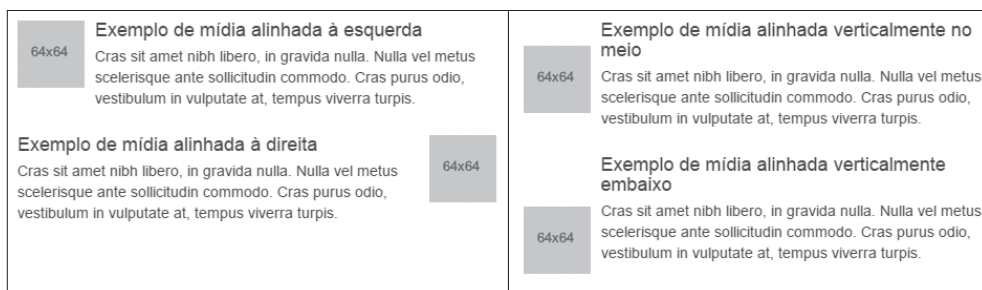 64x64
Exemplo de mídia alinhada à esquerda
Cras sit amet nibh libero, in gravida nulla. Nulla vel metus
scelerisque ante sollicitudin commodo. Cras purus odio,
vestibulum in vulputate at, tempus viverra turpis.
Exemplo de mídia alinhada à direita
Cras sit amet nibh libero, in gravida nulla. Nulla vel metus
scelerisque ante sollicitudin commodo. Cras purus odio,
vestibulum in vulputate at, tempus viverra turpis.
64x64
Exemplo de mídia alinhada verticalmente no
meio
64x64
Cras sit amet nibh libero, in gravida nulla. Nulla vel metus
scelerisque ante sollicitudin commodo. Cras purus odio,
vestibulum in vulputate at, tempus viverra turpis.
Exemplo de mídia alinhada verticalmente
embaixo
Cras sit amet nibh libero, in gravida nulla. Nulla vel metus
scelerisque ante sollicitudin commodo. Cras purus odio,
vestibulum in vulputate at, tempus viverra turpis.
64x64